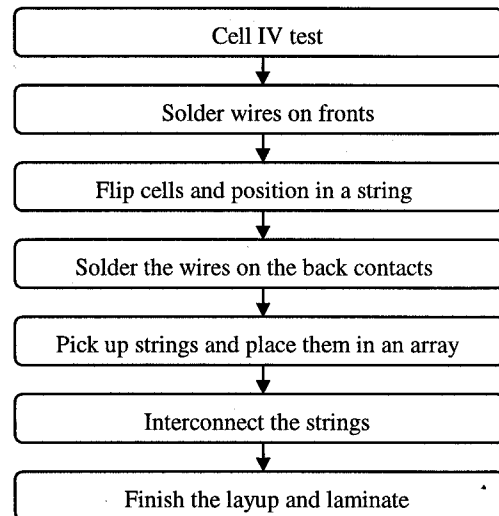 Cell IV test
Solder wires on fronts
Flip cells and position in a string
Solder the wires on the back contacts
Pick up strings and place them in an array
Interconnect the strings
Finish the layup and laminate